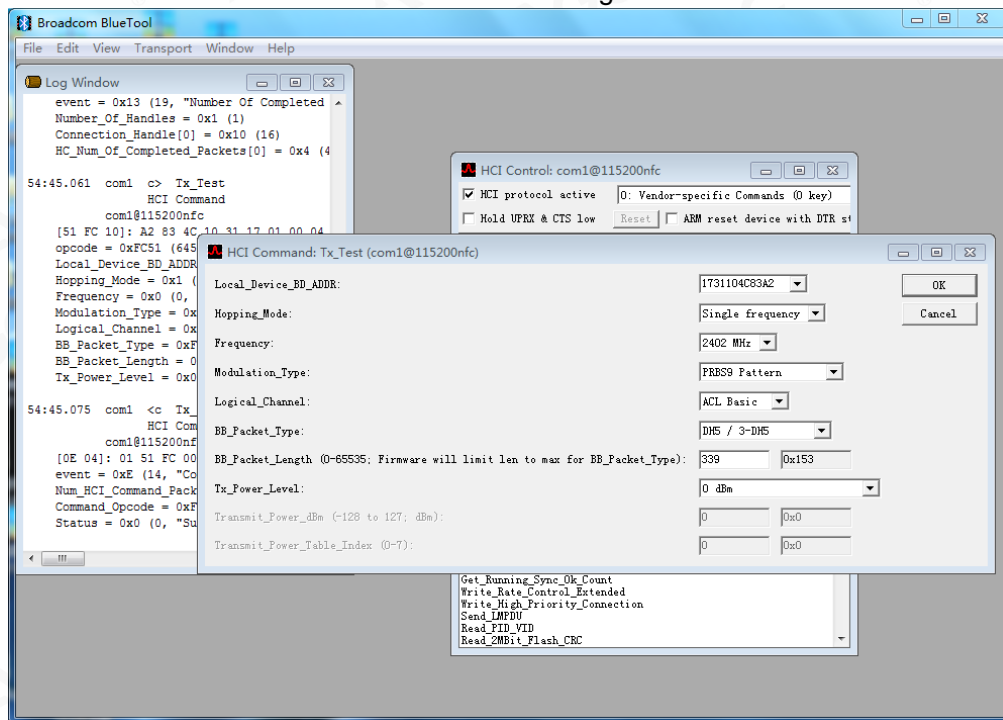 Broadcom BlueTool
File Edit View Transport Window Help
Log Window
event = 0x13 (19, "Number Of Completed
Number_Of_Handles = 0x1 (1)
Connection_Handle[0] = 0x10 (16)
HC_Num_Of_Completed_Packets[0] = 0x4 (4
54:45.061 com1 c> Tx_Test
HCI Command
com1@115200nfc
[51 FC 10]: A2 83 4C 10 31 17 01 00 04
opcode = 0xFC51 (645
Local_Device_BD_ADDR
Hopping_Mode = 0x1 (
Frequency = 0x0 (0,
Modulation_Type = 0x
Logical_Channel = 0x
BB_Packet_Type = 0xF
BB_Packet_Length = 0
Tx_Power_Level = 0x0
54:45.075 com1 <c Tx_
HCI Com
com1@115200nf
[0E 04]: 01 51 FC 00
event = 0xE (14, "Co
Num_HCI_Command_Pack
Command_Opcode = 0xF
Status = 0x0 (0, "Su
HCI Control: com1@115200nfc
HCI protocol active 0: Vendor-specific Commands (0 key)
Hold UPRX & CTS low Reset ARM reset device with DTR st
HCI Command: Tx_Test (com1@115200nfc)
Local_Device_BD_ADDR: 1731104C83A2 OK
Hopping_Mode: Single frequency Cancel
Frequency: 2402 MHz
Modulation_Type: PRBS9 Pattern
Logical_Channel: ACL Basic
BB_Packet_Type: DH5 / 3-DH5
BB_Packet_Length (0-65535; Firmware will limit len to max for BB_Packet_Type): 339 0x153
Tx_Power_Level: 0 dBm
Transmit_Power_dBm (-128 to 127; dBm): 0 0x0
Transmit_Power_Table_Index (0-7): 0 0x0
Get_Running_Sync_Ok_Count
Write_Rate_Control_Extended
Write_High_Priority_Connection
Send_LMPDU
Read_PID_VID
Read_2MBit_Flash_CRC